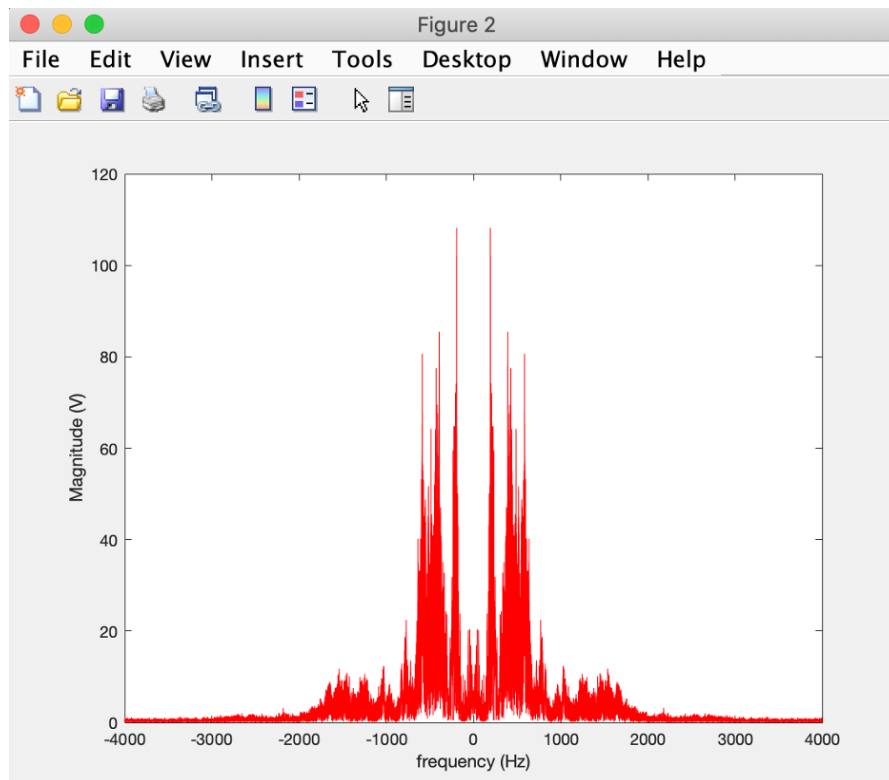 Figure 2
File Edit View Insert Tools Desktop Window Help
120
100
80
60
40
20
0
Magnitude (V)
-4000 -3000 -2000 -1000 0 1000 2000 3000 4000
frequency (Hz)